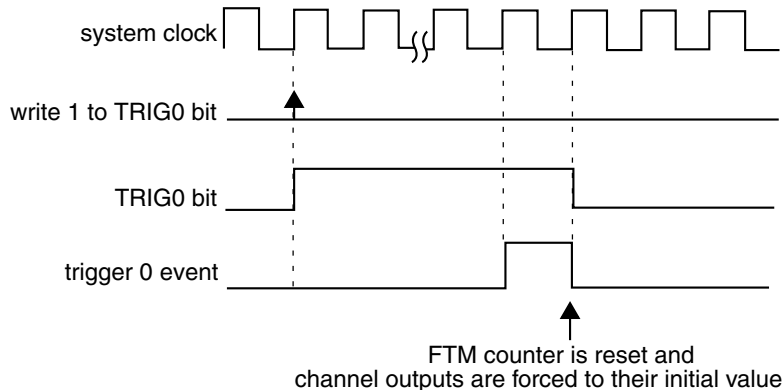 system clock
write 1 to TRIG0 bit
TRIG0 bit
trigger 0 event
FTM counter is reset and
channel outputs are forced to their initial value